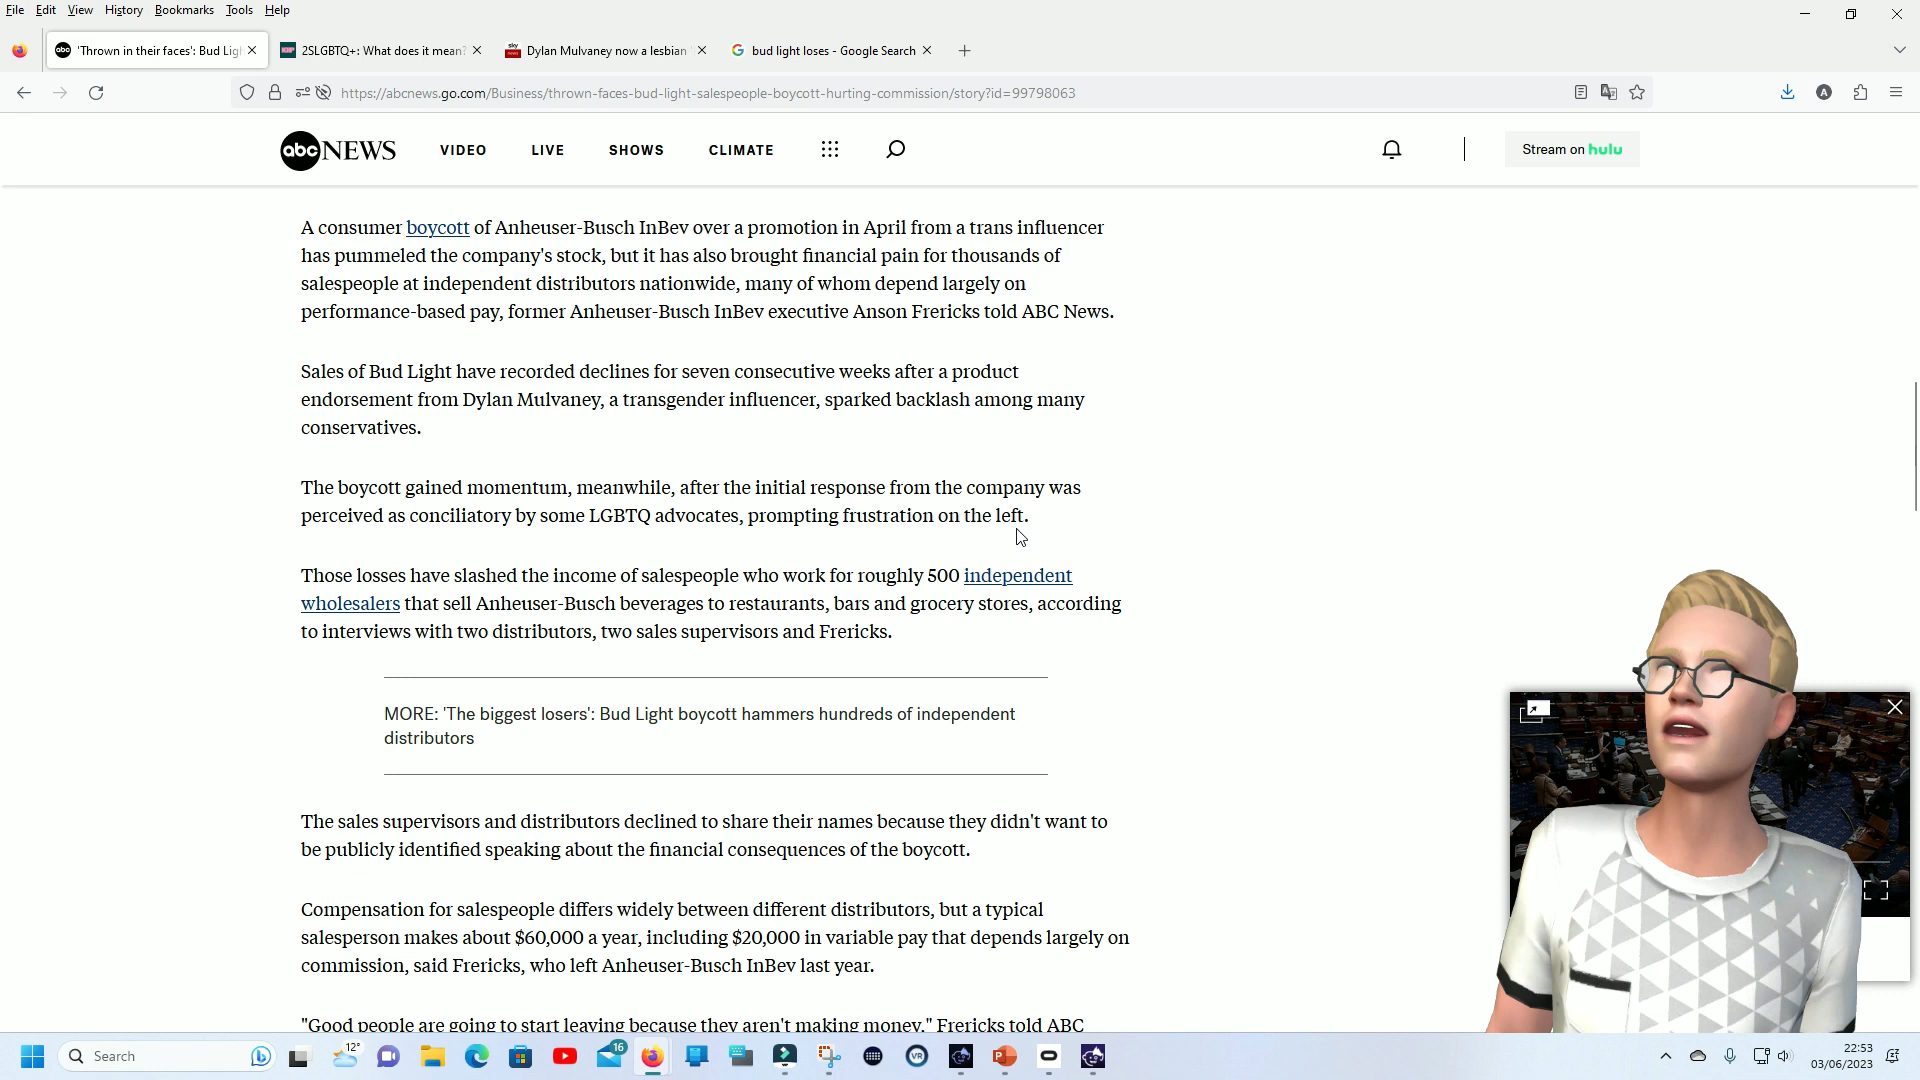 File Edit View History Bookmarks Tools Help
abc 'Thrown in their faces': Bud Ligh
2SLGBTQ+: What does it mean?
Dylan Mulvaney now a lesbian
bud light loses - Google Search
https://abcnews.go.com/Business/thrown-faces-bud-light-salespeople-boycott-hurting-commission/story?id=99798063
abc NEWS VIDEO LIVE SHOWS CLIMATE Stream on hulu
A consumer boycott of Anheuser-Busch InBev over a promotion in April from a trans influencer
has pummeled the company's stock, but it has also brought financial pain for thousands of
salespeople at independent distributors nationwide, many of whom depend largely on
performance-based pay, former Anheuser-Busch InBev executive Anson Frericks told ABC News.
Sales of Bud Light have recorded declines for seven consecutive weeks after a product
endorsement from Dylan Mulvaney, a transgender influencer, sparked backlash among many
conservatives.
The boycott gained momentum, meanwhile, after the initial response from the company was
perceived as conciliatory by some LGBTQ advocates, prompting frustration on the left.
Those losses have slashed the income of salespeople who work for roughly 500 independent
wholesalers that sell Anheuser-Busch beverages to restaurants, bars and grocery stores, according
to interviews with two distributors, two sales supervisors and Frericks.
MORE: 'The biggest losers': Bud Light boycott hammers hundreds of independent
distributors
The sales supervisors and distributors declined to share their names because they didn't want to
be publicly identified speaking about the financial consequences of the boycott.
Compensation for salespeople differs widely between different distributors, but a typical
salesperson makes about $60,000 a year, including $20,000 in variable pay that depends largely on
commission, said Frericks, who left Anheuser-Busch InBev last year.
"Good people are going to start leaving because they aren't making money," Frericks told ABC
Search 12° 16 VR 22:53
03/06/2023